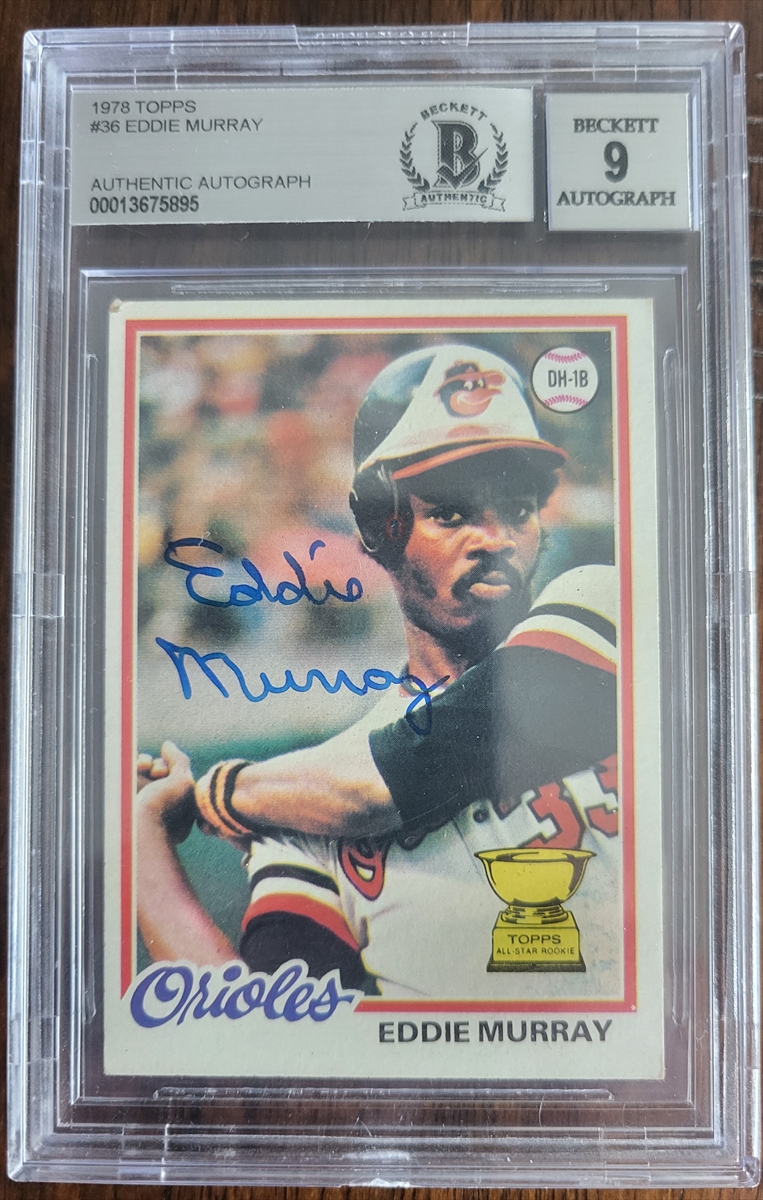 1978 TOPPS
#36 EDDIE MURRAY
AUTHENTIC AUTOGRAPH
00013675895
BECKETT
B
AUTHENTIC
BECKETT
9
AUTOGRAPH
DH-1B
Eddie
Murray
33
TOPPS
ALL-STAR ROOKIE
Orioles
EDDIE MURRAY